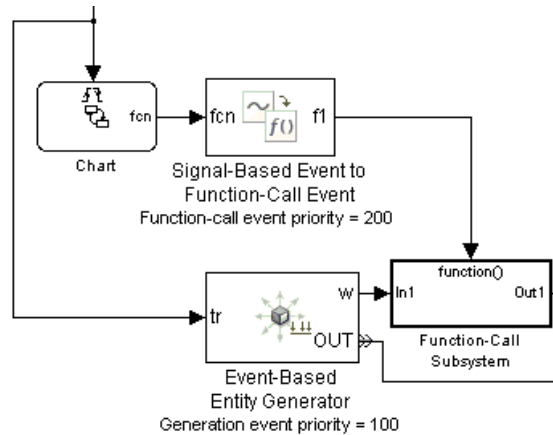 fcn
Chart
fcn
f()
f1
Signal-Based Event to
Function-Call Event
Function-call event priority = 200
function()
In1
Out1
Function-Call
Subsystem
tr
w
OUT
Event-Based
Entity Generator
Generation event priority = 100